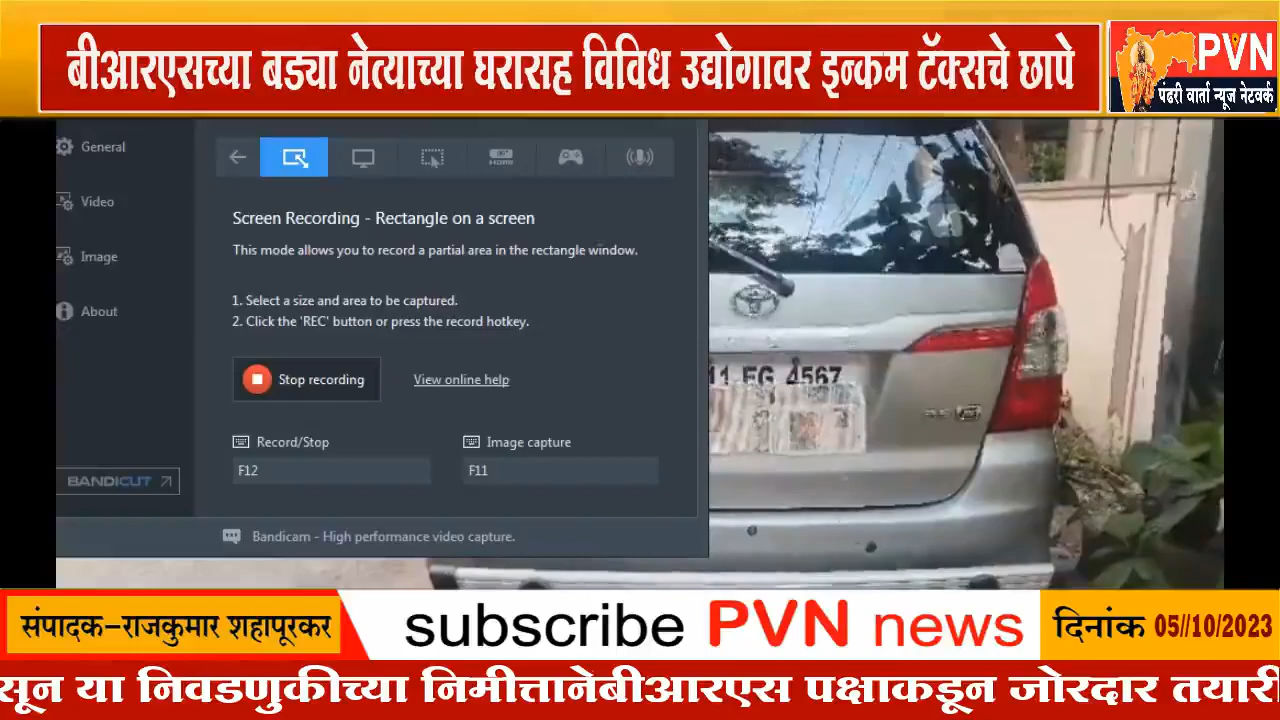 बीआरएसच्या बड्या नेत्याच्या घरासह विविध उद्योगावर इन्कम टॅक्सचे छापे
PVN
पंढरी वार्ता न्यूज नेटवर्क
General
Video
Image
About
HDMI
Screen Recording - Rectangle on a screen
This mode allows you to record a partial area in the rectangle window.
1. Select a size and area to be captured.
2. Click the 'REC' button or press the record hotkey.
Stop recording
View online help
Record/Stop
Image capture
F12
F11
BANDICUT
Bandicam - High performance video capture.
11 EG 4567
संपादक-राजकुमार शहापूरकर
subscribe PVN news
दिनांक 05//10/2023
सून या निवडणुकीच्या निमीत्तानेबीआरएस पक्षाकडून जोरदार तयारी